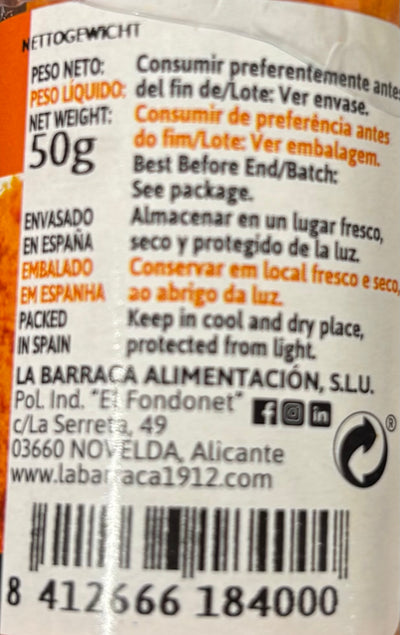 NETTOGEWICHT
PESO NETO:
PESO LÍQUIDO:
NET WEIGHT:
50g
Consumir preferentemente antes
del fin de/Lote: Ver envase.
Consumir de preferência antes
do fim/Lote: Ver embalagem.
Best Before End/Batch:
See package.
ENVASADO
EN ESPAÑA
EMBALADO
EM ESPANHA
PACKED
IN SPAIN
Almacenar en un lugar fresco,
seco y protegido de la luz.
Conservar em local fresco e seco,
ao abrigo da luz.
Keep in cool and dry place,
protected from light.
LA BARRACA ALIMENTACIÓN, S.L.U.
Pol. Ind. "El Fondonet"
c/La Serreta, 49
03660 NOVELDA, Alicante
www.labarraca1912.com
®
8 412666 184000